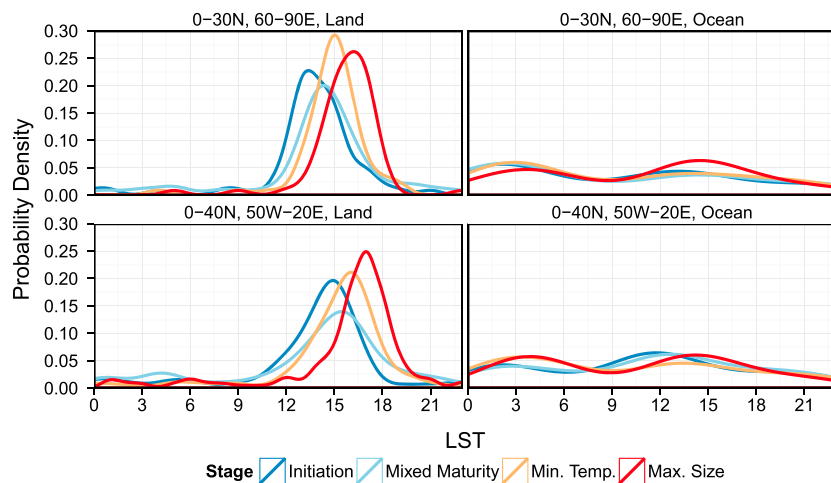 0−30N, 60−90E, Land
0−30N, 60−90E, Ocean
0.30
0.25
0.20
0.15
0.10
0.05
0.00
0−40N, 50W−20E, Land
0−40N, 50W−20E, Ocean
0.30
0.25
0.20
0.15
0.10
0.05
0.00
Probability Density
0 3 6 9 12 15 18 21 0 3 6 9 12 15 18 21
LST
Stage Initiation Mixed Maturity Min. Temp. Max. Size